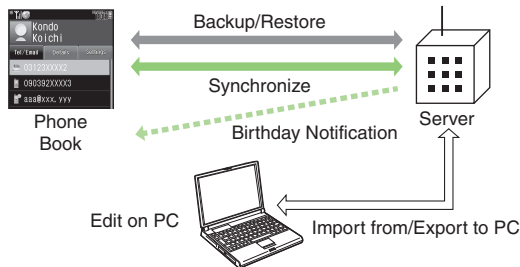 Kondo
Koichi
Tel/Email Details Settings
03123XXXX2
090392XXXX3
aaa@xxx.yyy
Phone
Book
Backup/Restore
Synchronize
Birthday Notification
Server
Edit on PC
Import from/Export to PC